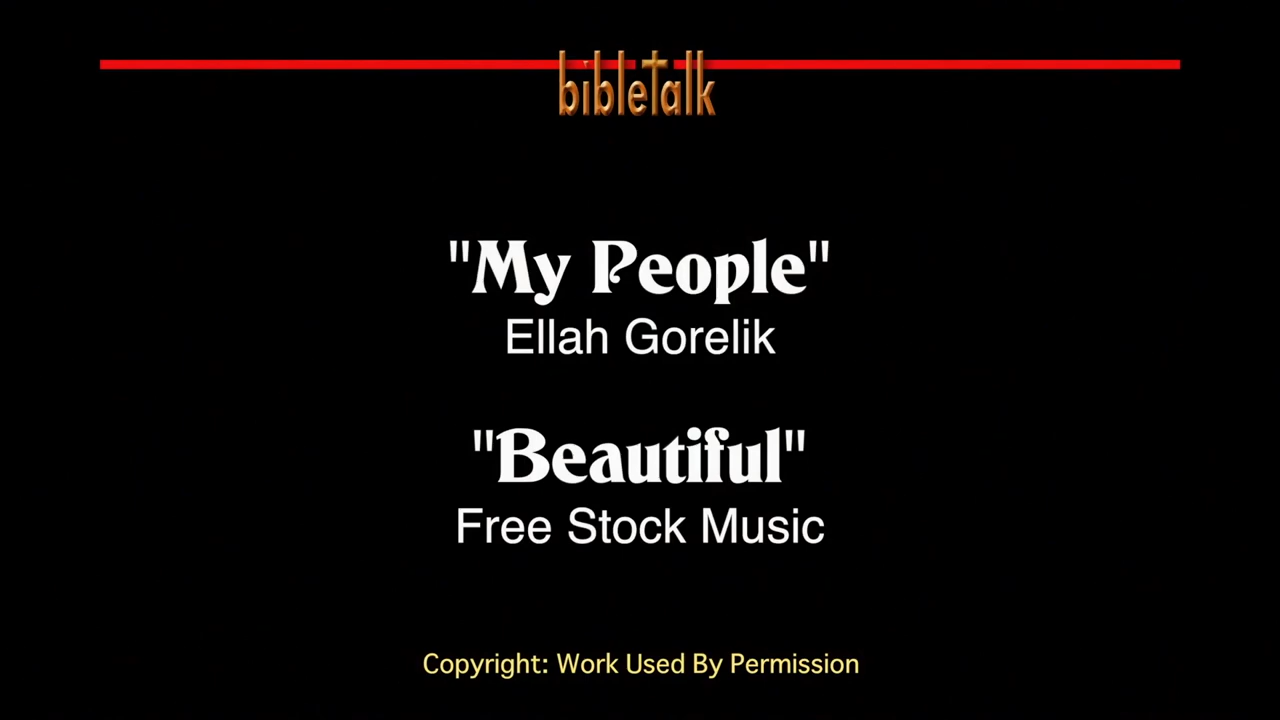 bibleTalk
"My People"
Ellah Gorelik
"Beautiful"
Free Stock Music
Copyright: Work Used By Permission